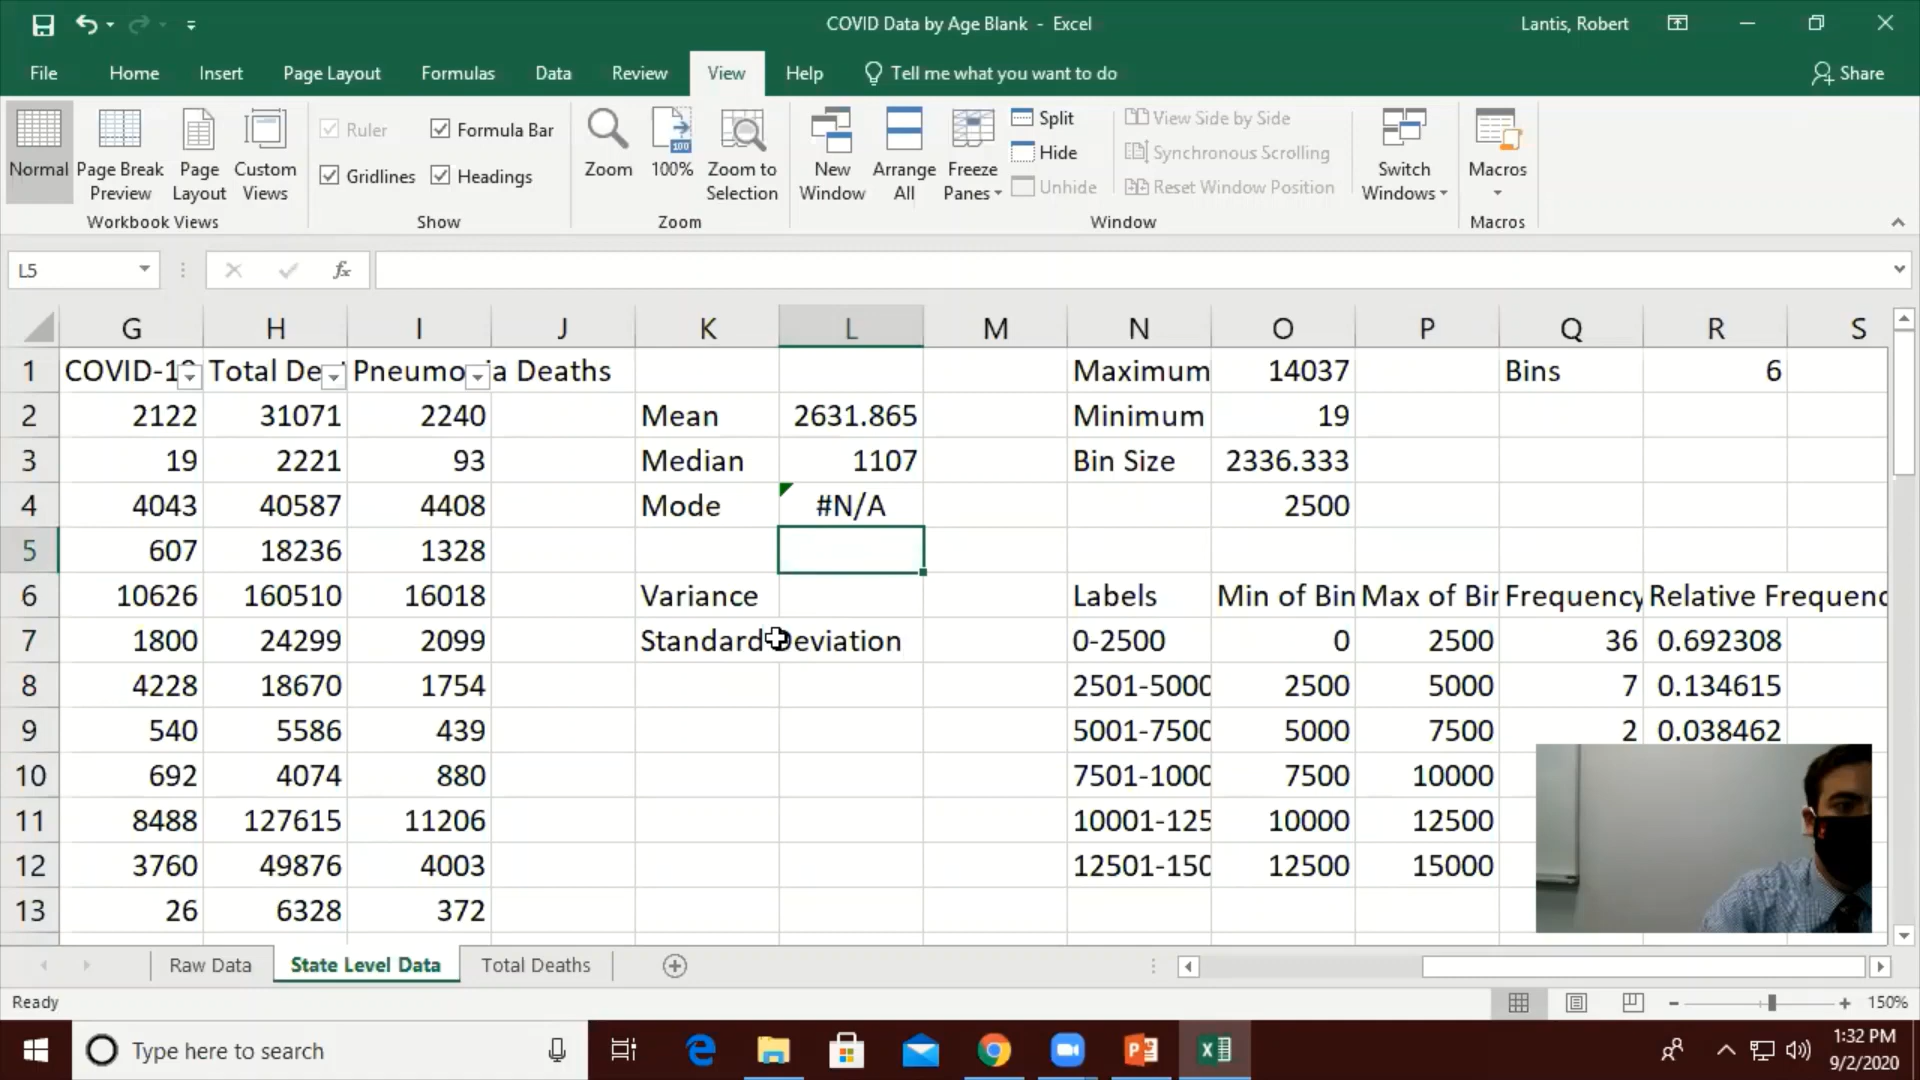 COVID Data by Age Blank - Excel
Lantis, Robert
File Home Insert Page Layout Formulas Data Review View Help Tell me what you want to do Share
Normal
Page Break Preview
Page Layout
Custom Views
Workbook Views
Ruler
Formula Bar
Gridlines
Headings
Show
Zoom
100%
Zoom to Selection
Zoom
New Window
Arrange All
Freeze Panes
Split
Hide
Unhide
View Side by Side
Synchronous Scrolling
Reset Window Position
Window
Switch Windows
Macros
Macros
L5 fx
G H I J K L M N O P Q R S
1 COVID-19 Total De Pneumo a Deaths Maximum 14037 Bins 6
2 2122 31071 2240 Mean 2631.865 Minimum 19
3 19 2221 93 Median 1107 Bin Size 2336.333
4 4043 40587 4408 Mode #N/A 2500
5 607 18236 1328
6 10626 160510 16018 Variance Labels Min of Bin Max of Bin Frequency Relative Frequenc
7 1800 24299 2099 Standard Deviation 0-2500 0 2500 36 0.692308
8 4228 18670 1754 2501-5000 2500 5000 7 0.134615
9 540 5586 439 5001-7500 5000 7500 2 0.038462
10 692 4074 880 7501-1000 7500 10000
11 8488 127615 11206 10001-125 10000 12500
12 3760 49876 4003 12501-150 12500 15000
13 26 6328 372
Raw Data State Level Data Total Deaths
Ready 150%
Type here to search
1:32 PM
9/2/2020